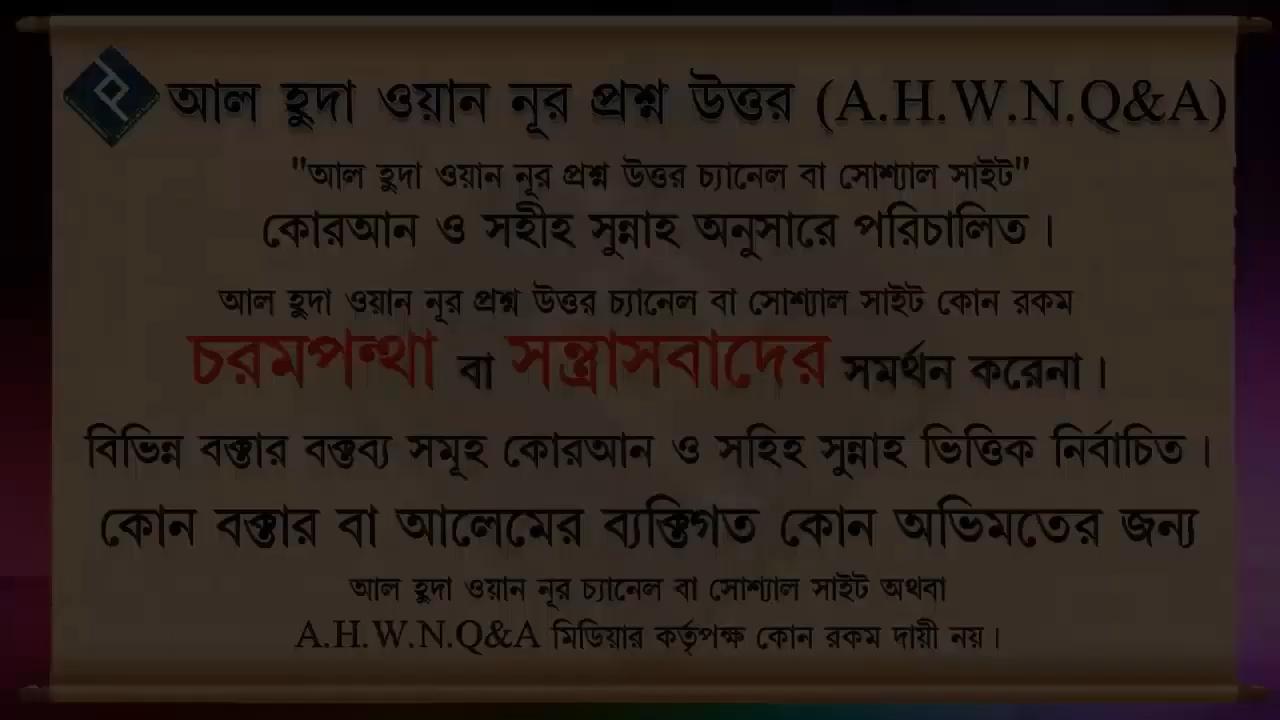 আল হুদা ওয়ান নূর প্রশ্ন উত্তর (A.H.W.N.Q&A)
"আল হুদা ওয়ান নূর প্রশ্ন উত্তর চ্যানেল বা সোশ্যাল সাইট"
কোরআন ও সহীহ সুন্নাহ অনুসারে পরিচালিত।
আল হুদা ওয়ান নূর প্রশ্ন উত্তর চ্যানেল বা সোশ্যাল সাইট কোন রকম
চরমপন্থা বা সন্ত্রাসবাদের সমর্থন করেনা।
বিভিন্ন বক্তার বক্তব্য সমূহ কোরআন ও সহিহ সুন্নাহ ভিত্তিক নির্বাচিত।
কোন বক্তার বা আলেমের ব্যক্তিগত কোন অভিমতের জন্য
আল হুদা ওয়ান নূর চ্যানেল বা সোশ্যাল সাইট অথবা
A.H.W.N.Q&A মিডিয়ার কর্তৃপক্ষ কোন রকম দায়ী নয়।